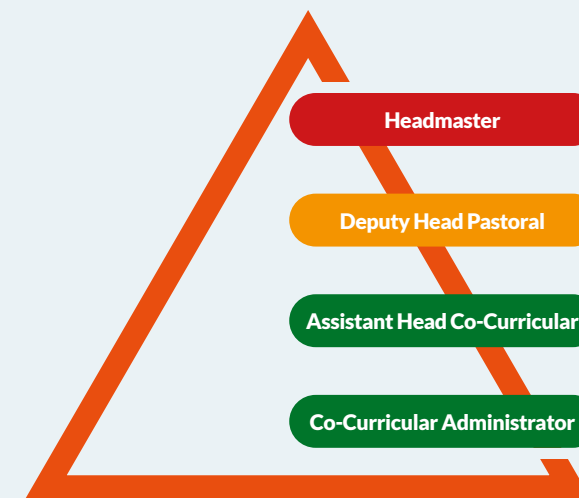 Headmaster
Deputy Head Pastoral
Assistant Head Co-Curricular
Co-Curricular Administrator